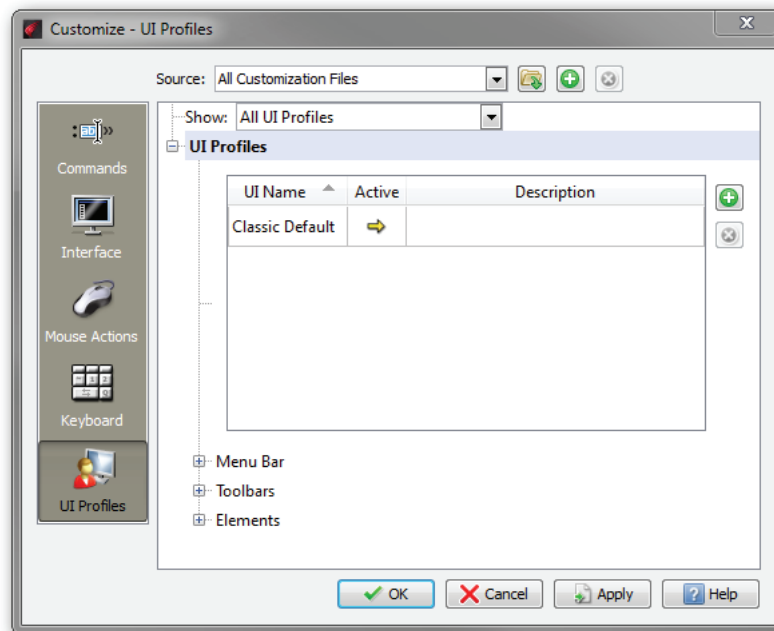 Customize - UI Profiles
Source: All Customization Files
Show: All UI Profiles
UI Profiles
UI Name Active Description
Classic Default
Commands
Interface
Mouse Actions
Keyboard
UI Profiles
Menu Bar
Toolbars
Elements
OK Cancel Apply Help